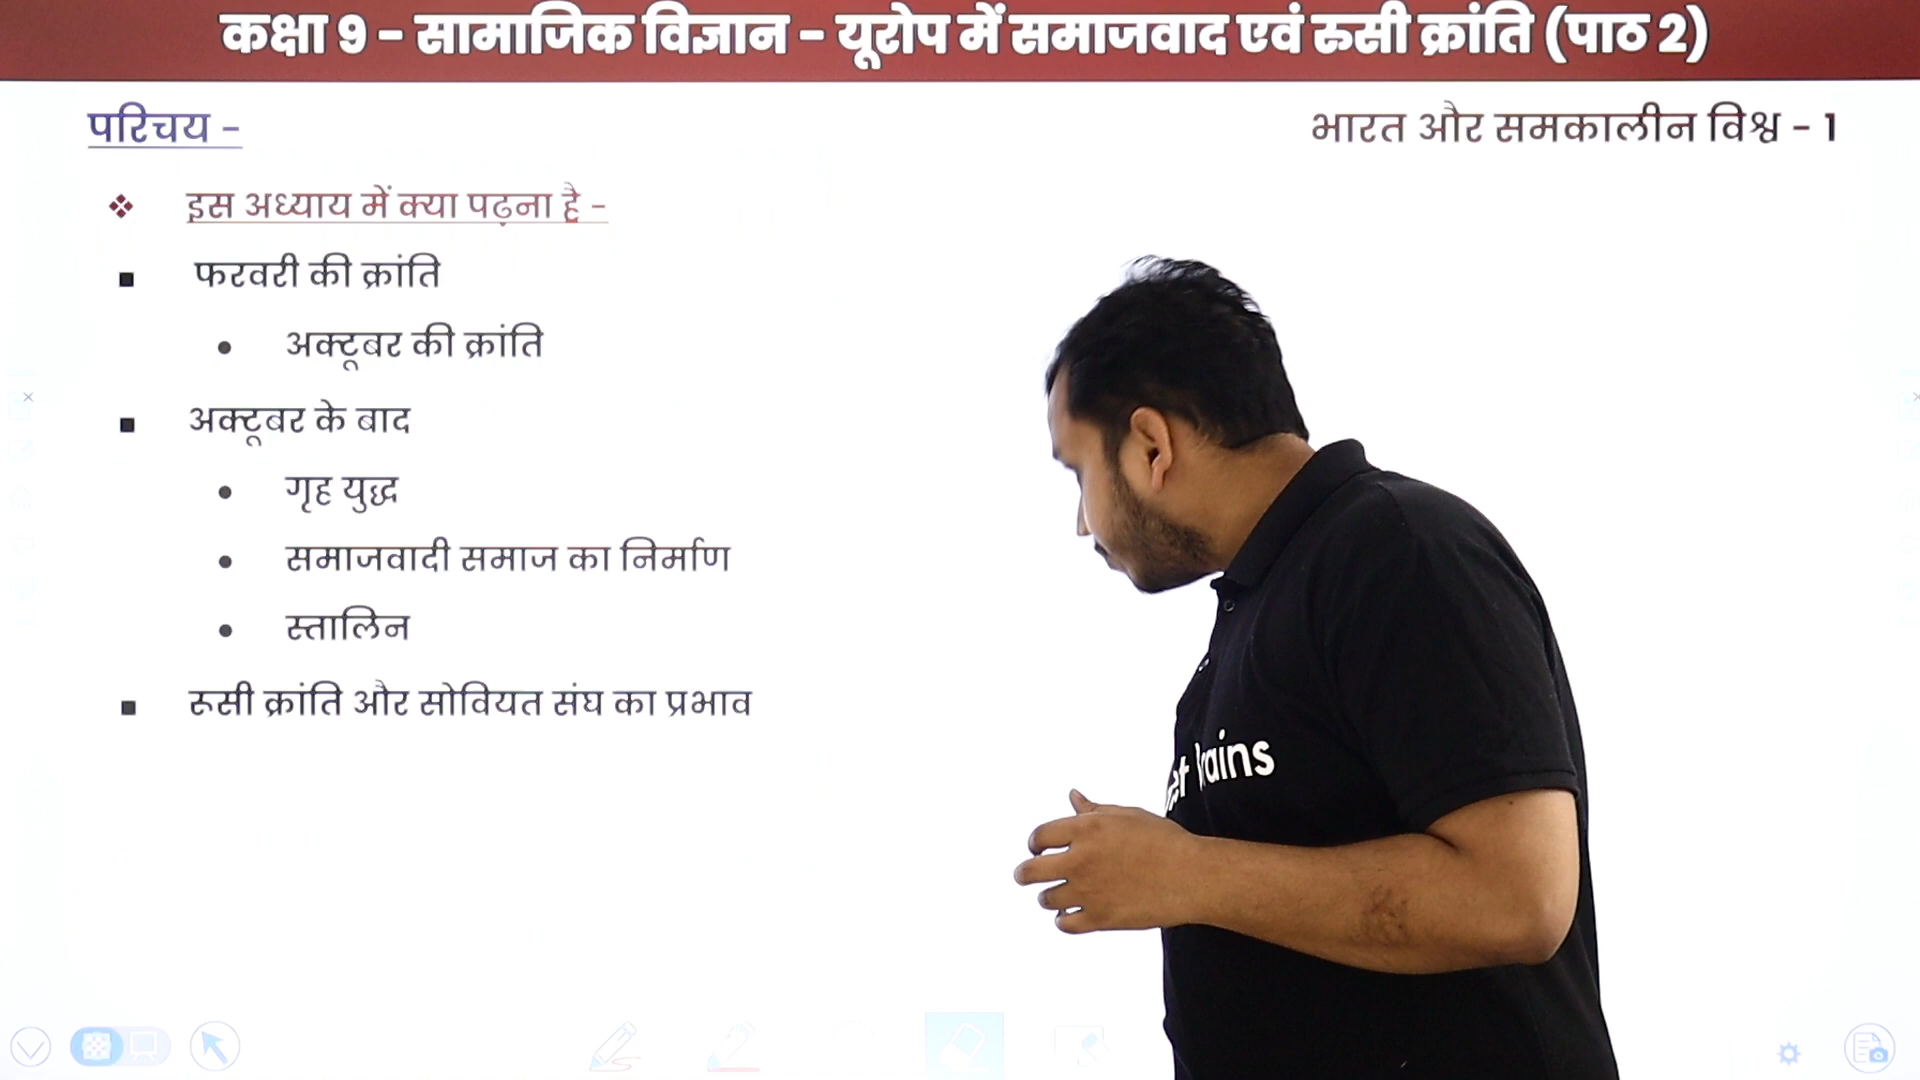 कक्षा 9 - सामाजिक विज्ञान - यूरोप में समाजवाद एवं रुसी क्रांति (पाठ 2)
परिचय -
भारत और समकालीन विश्व - 1
इस अध्याय में क्या पढ़ना है -
फरवरी की क्रांति
अक्टूबर की क्रांति
अक्टूबर के बाद
गृह युद्ध
समाजवादी समाज का निर्माण
स्तालिन
रूसी क्रांति और सोवियत संघ का प्रभाव